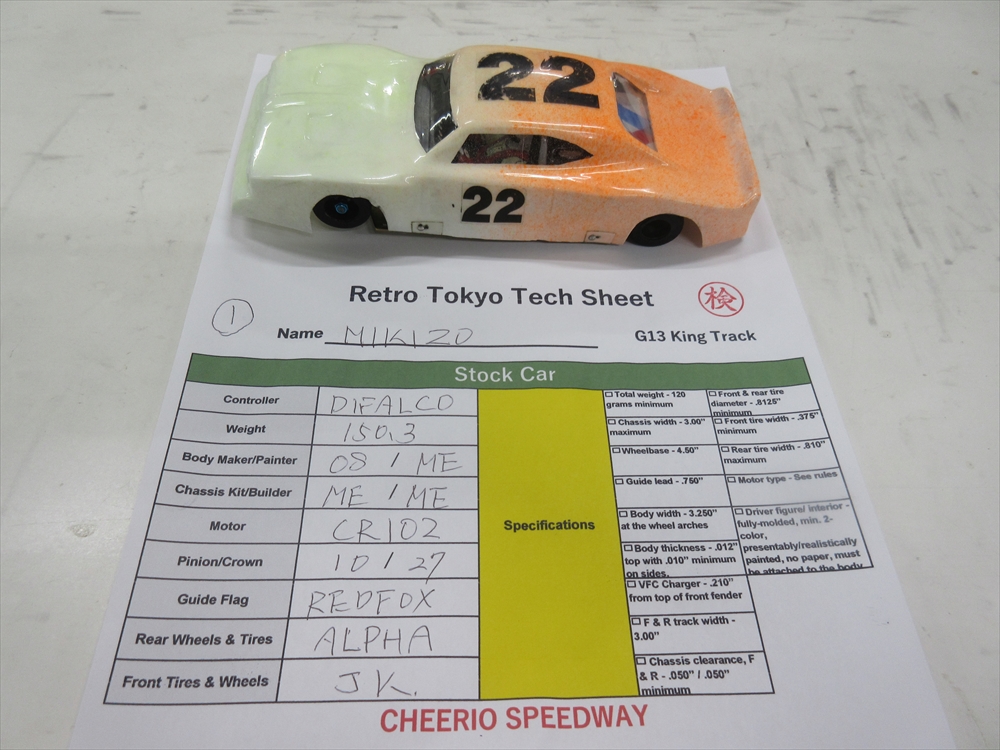 22
22
Retro Tokyo Tech Sheet
検
1
Name MIKIZO
G13 King Track
Stock Car
Controller DIFALCO
Weight 150.3
Body Maker/Painter OS / ME
Chassis Kit/Builder ME / ME
Motor CR102
Pinion/Crown 10 / 27
Guide Flag REDFOX
Rear Wheels & Tires ALPHA
Front Tires & Wheels JK.
Specifications
☐ Total weight - 120
grams minimum
☐ Front & rear tire
diameter - .8125"
minimum
☐ Chassis width - 3.00"
maximum
☐ Front tire width - .375"
minimum
☐ Wheelbase - 4.50"
☐ Rear tire width - .810"
maximum
☐ Guide lead - .750"
☐ Motor type - See rules
☐ Body width - 3.250"
at the wheel arches
☐ Driver figure/ interior -
fully-molded, min. 2-
color,
presentably/realistically
painted, no paper, must
be attached to the body
☐ Body thickness - .012"
top with .010" minimum
on sides.
☐ VFC Charger - .210"
from top of front fender
☐ F & R track width -
3.00"
☐ Chassis clearance, F
& R - .050" / .050"
minimum
CHEERIO SPEEDWAY